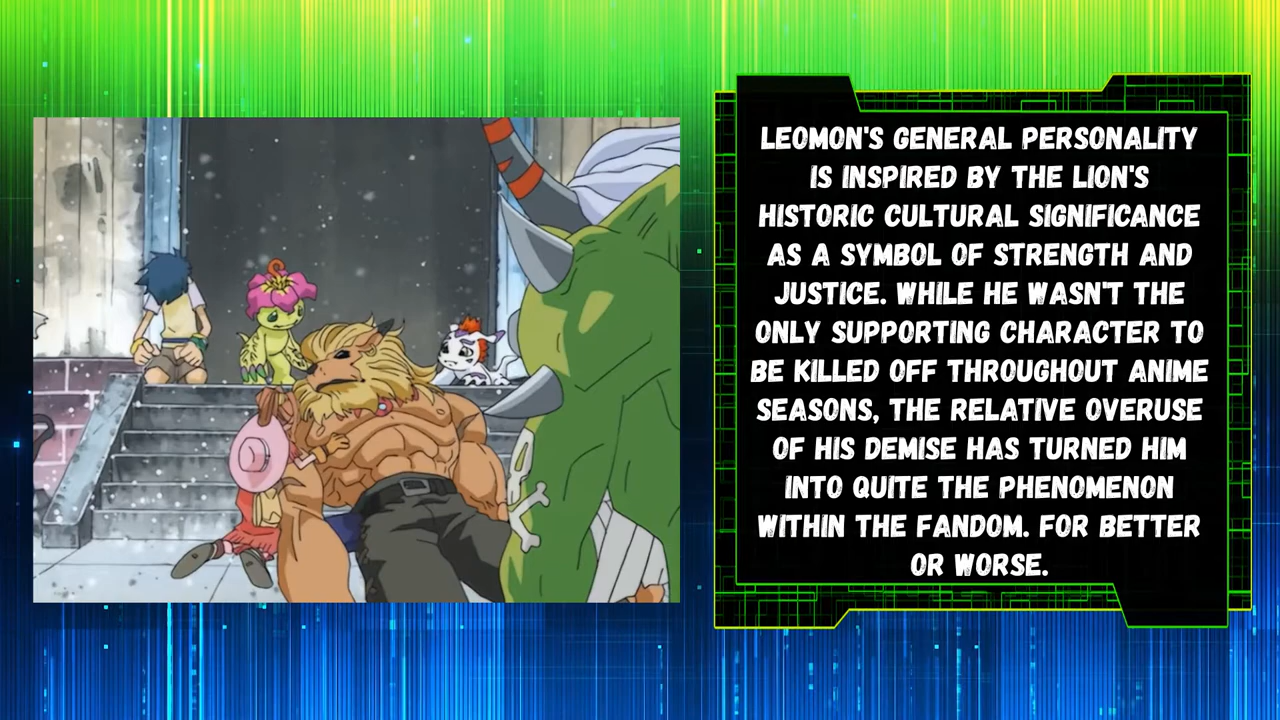 LEOMON'S GENERAL PERSONALITY
IS INSPIRED BY THE LION'S
HISTORIC CULTURAL SIGNIFICANCE
AS A SYMBOL OF STRENGTH AND
JUSTICE. WHILE HE WASN'T THE
ONLY SUPPORTING CHARACTER TO
BE KILLED OFF THROUGHOUT ANIME
SEASONS, THE RELATIVE OVERUSE
OF HIS DEMISE HAS TURNED HIM
INTO QUITE THE PHENOMENON
WITHIN THE FANDOM. FOR BETTER
OR WORSE.